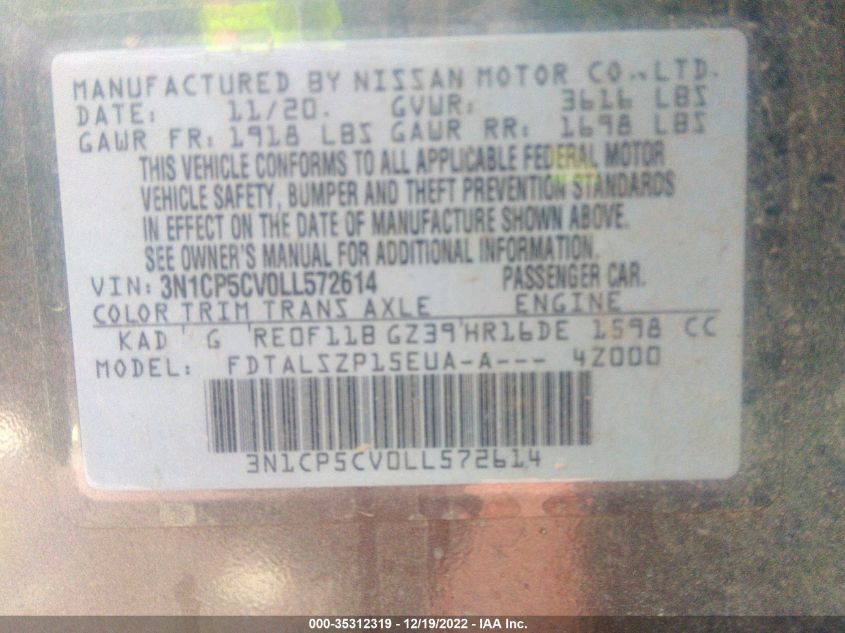 MANUFACTURED BY NISSAN MOTOR CO., LTD.
DATE: 11/20. GVWR: 3616 LBS
GAWR FR: 1918 LBS GAWR RR: 1698 LBS
THIS VEHICLE CONFORMS TO ALL APPLICABLE FEDERAL MOTOR
VEHICLE SAFETY, BUMPER AND THEFT PREVENTION STANDARDS
IN EFFECT ON THE DATE OF MANUFACTURE SHOWN ABOVE.
SEE OWNER'S MANUAL FOR ADDITIONAL INFORMATION.
VIN: 3N1CP5CV0LL572614 PASSENGER CAR.
COLOR TRIM TRANS AXLE ENGINE
KAD G RE0F11B GZ39 HR16DE 1598 CC
MODEL: FDTALSZP15EUA-A--- 4Z000
3N1CP5CV0LL572614
000-35312319 - 12/19/2022 - IAA Inc.